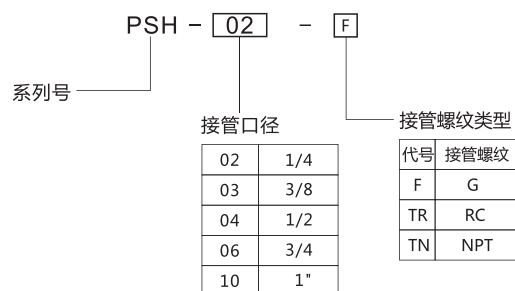 PSH - 02 - F
系列号
接管口径
02 1/4
03 3/8
04 1/2
06 3/4
10 1"
接管螺纹类型
代号 接管螺纹
F G
TR RC
TN NPT